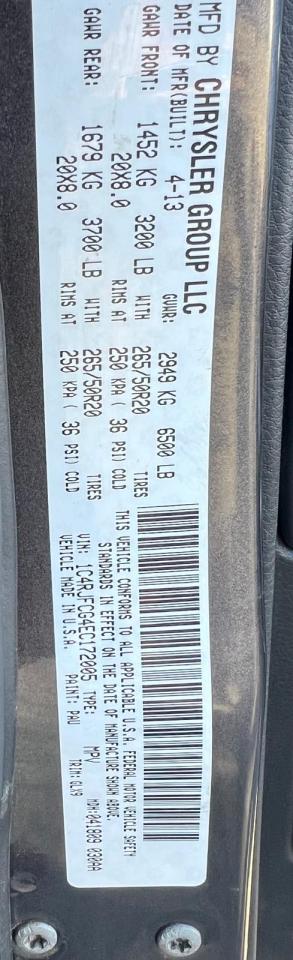 MFD BY CHRYSLER GROUP LLC
DATE OF MFR(BUILT): 4-13 GVWR: 2949 KG 6500 LB
GAWR FRONT: 1452 KG 3200 LB WITH 265/50R20 TIRES
20X8.0 RIMS AT 250 KPA ( 36 PSI) COLD
GAWR REAR: 1679 KG 3700 LB WITH 265/50R20 TIRES
20X8.0 RIMS AT 250 KPA ( 36 PSI) COLD
THIS VEHICLE CONFORMS TO ALL APPLICABLE U.S.A. FEDERAL MOTOR VEHICLE SAFETY
STANDARDS IN EFFECT ON THE DATE OF MANUFACTURE SHOWN ABOVE.
VIN: 1C4RJFCG4EC172005 TYPE: MPV MDH:041809 030AA
VEHICLE MADE IN U.S.A. PAINT: PAU TRIM:GLX9